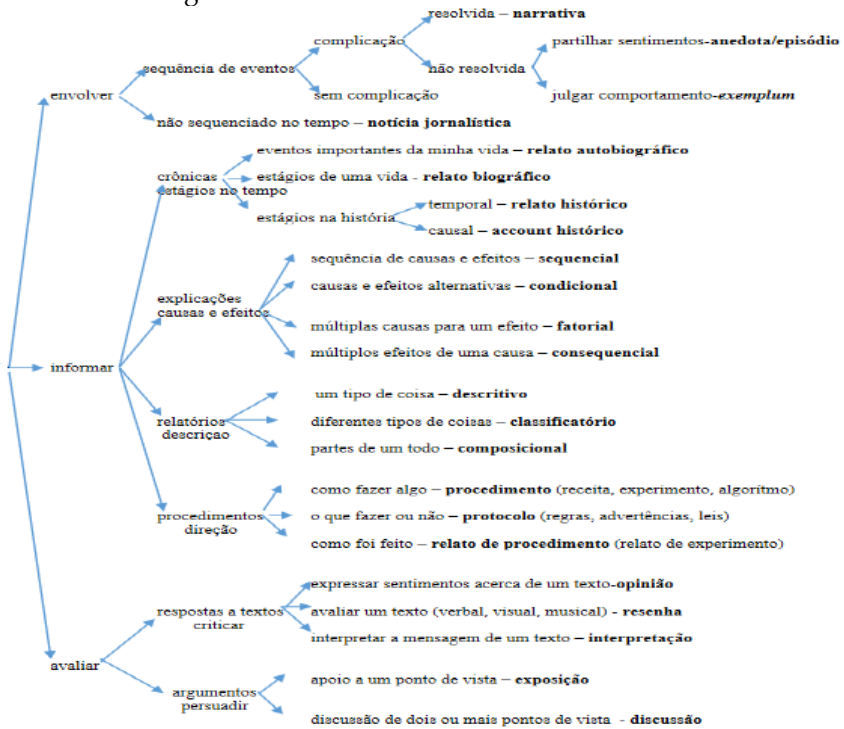 resolvida – narrativa
complicação
partilhar sentimentos-anedota/episódio
sequência de eventos
não resolvida
envolver
sem complicação
julgar comportamento-exemplum
não sequenciado no tempo – notícia jornalística
eventos importantes da minha vida – relato autobiográfico
crônicas
estágios de uma vida - relato biográfico
estágios no tempo
temporal – relato histórico
estágios na história
causal – account histórico
sequência de causas e efeitos – sequencial
causas e efeitos alternativas – condicional
explicações
causas e efeitos
múltiplas causas para um efeito – fatorial
múltiplos efeitos de uma causa – consequencial
informar
um tipo de coisa – descritivo
relatórios
diferentes tipos de coisas – classificatório
descriçao
partes de um todo – composicional
como fazer algo – procedimento (receita, experimento, algorítmo)
procedimentos
o que fazer ou não – protocolo (regras, advertências, leis)
direção
como foi feito – relato de procedimento (relato de experimento)
expressar sentimentos acerca de um texto-opinião
respostas a textos
avaliar um texto (verbal, visual, musical) - resenha
criticar
interpretar a mensagem de um texto – interpretação
avaliar
apoio a um ponto de vista – exposição
argumentos
persuadir
discussão de dois ou mais pontos de vista - discussão